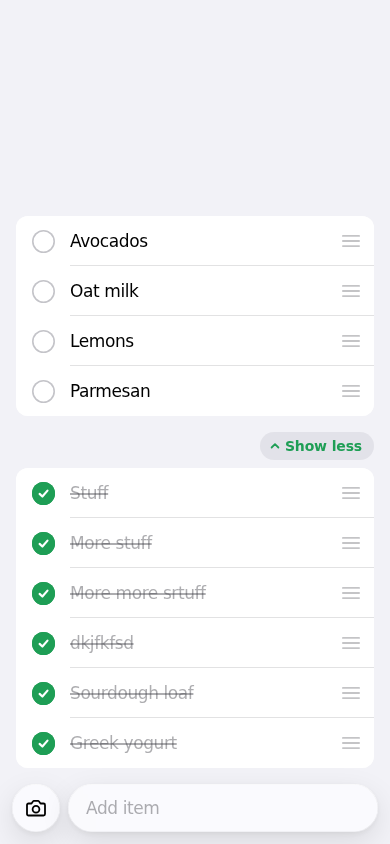 Avocados
Oat milk
Lemons
Parmesan
Show less
Stuff
More stuff
More more srtuff
dkjfkfsd
Sourdough loaf
Greek yogurt
Add item